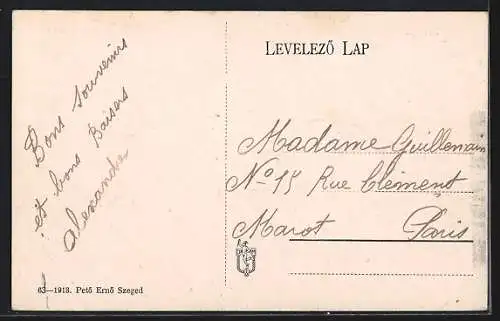 LEVELEZŐ LAP
Bons souvenirs
et bons Baisers
Alexandre
Madame Guillemain
No 15 Rue Clément
Marot Paris
63—1913. Pető Ernő Szeged